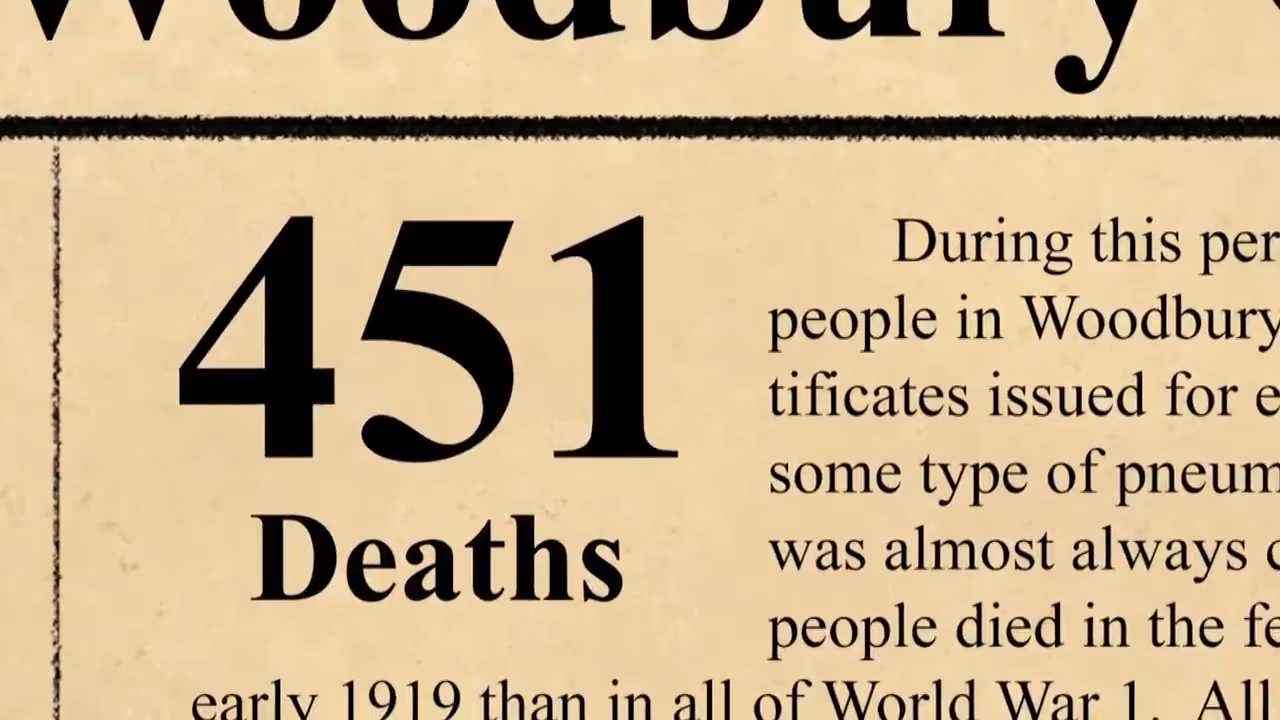 Woodbury
451
Deaths
During this per
people in Woodbury
tificates issued for e
some type of pneum
was almost always c
people died in the fe
early 1919 than in all of World War 1. All